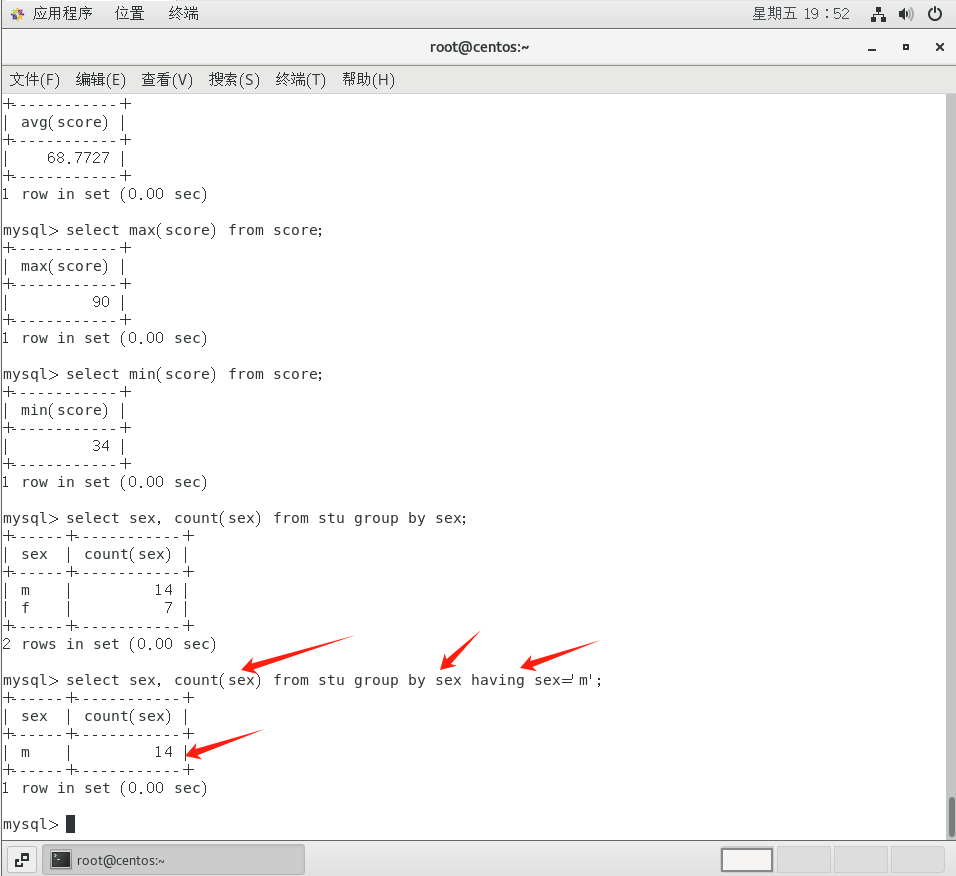 应用程序 位置 终端 星期五 19：52
root@centos:~
文件(F) 编辑(E) 查看(V) 搜索(S) 终端(T) 帮助(H)
+------------+
| avg(score) |
+------------+
|    68.7727 |
+------------+
1 row in set (0.00 sec)
mysql> select max(score) from score;
+------------+
| max(score) |
+------------+
|         90 |
+------------+
1 row in set (0.00 sec)
mysql> select min(score) from score;
+------------+
| min(score) |
+------------+
|         34 |
+------------+
1 row in set (0.00 sec)
mysql> select sex, count(sex) from stu group by sex;
+------+------------+
| sex  | count(sex) |
+------+------------+
| m    |         14 |
| f    |          7 |
+------+------------+
2 rows in set (0.00 sec)
mysql> select sex, count(sex) from stu group by sex having sex='m';
+------+------------+
| sex  | count(sex) |
+------+------------+
| m    |         14 |
+------+------------+
1 row in set (0.00 sec)
mysql>
root@centos:~